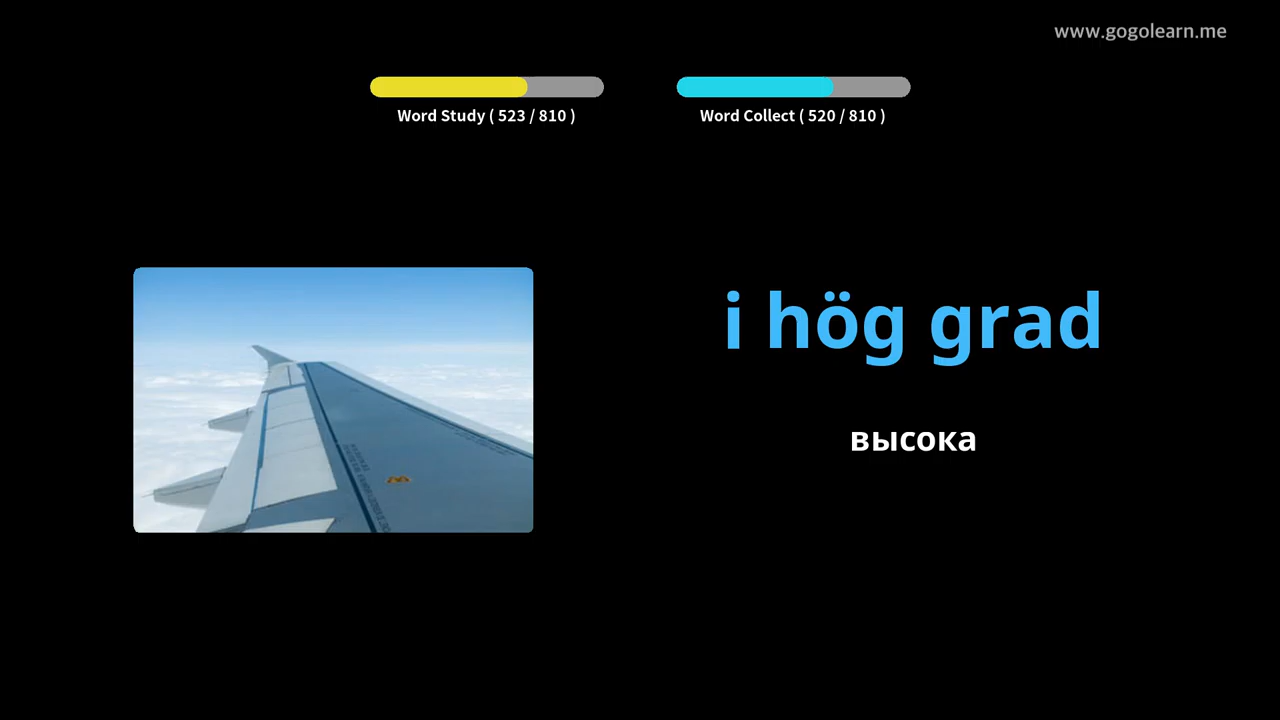 www.gogolearn.me
Word Study ( 523 / 810 )
Word Collect ( 520 / 810 )
i hög grad
высока